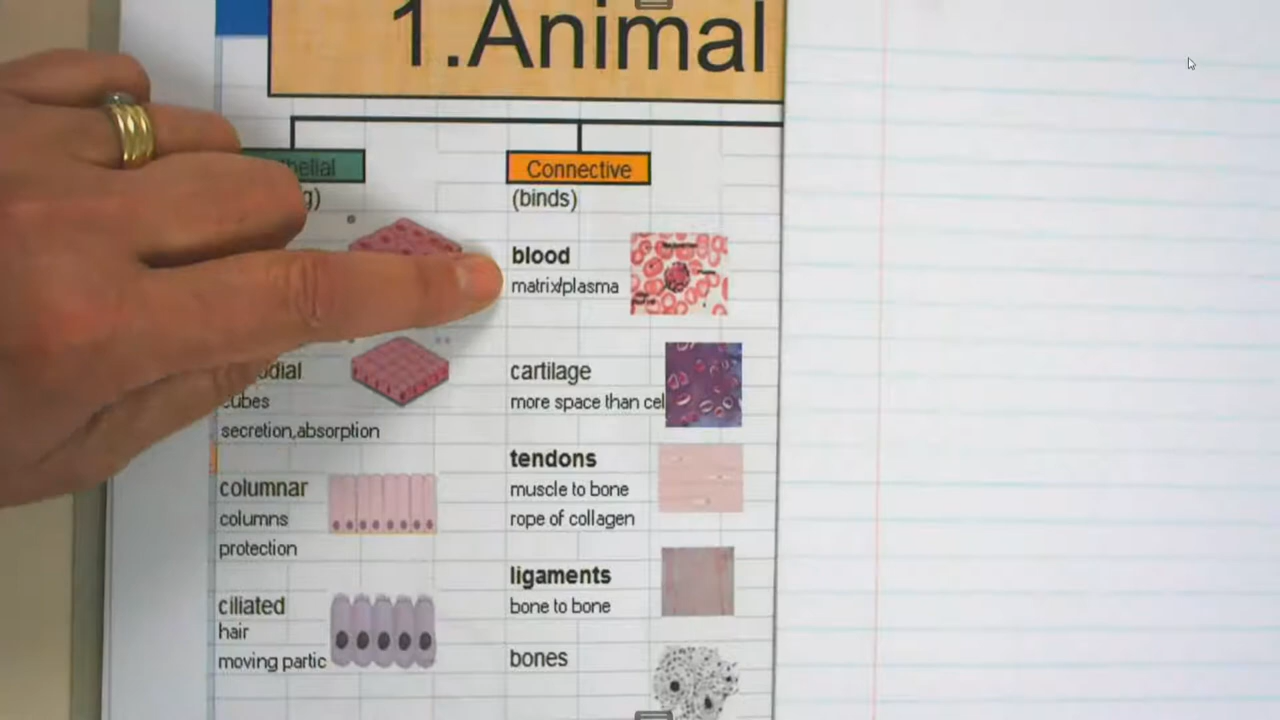 1.Animal
Connective
(binds)
blood
matrix/plasma
cubes
secretion,absorption
cartilage
more space than cel
columnar
columns
protection
tendons
muscle to bone
rope of collagen
ciliated
hair
moving partic
ligaments
bone to bone
bones